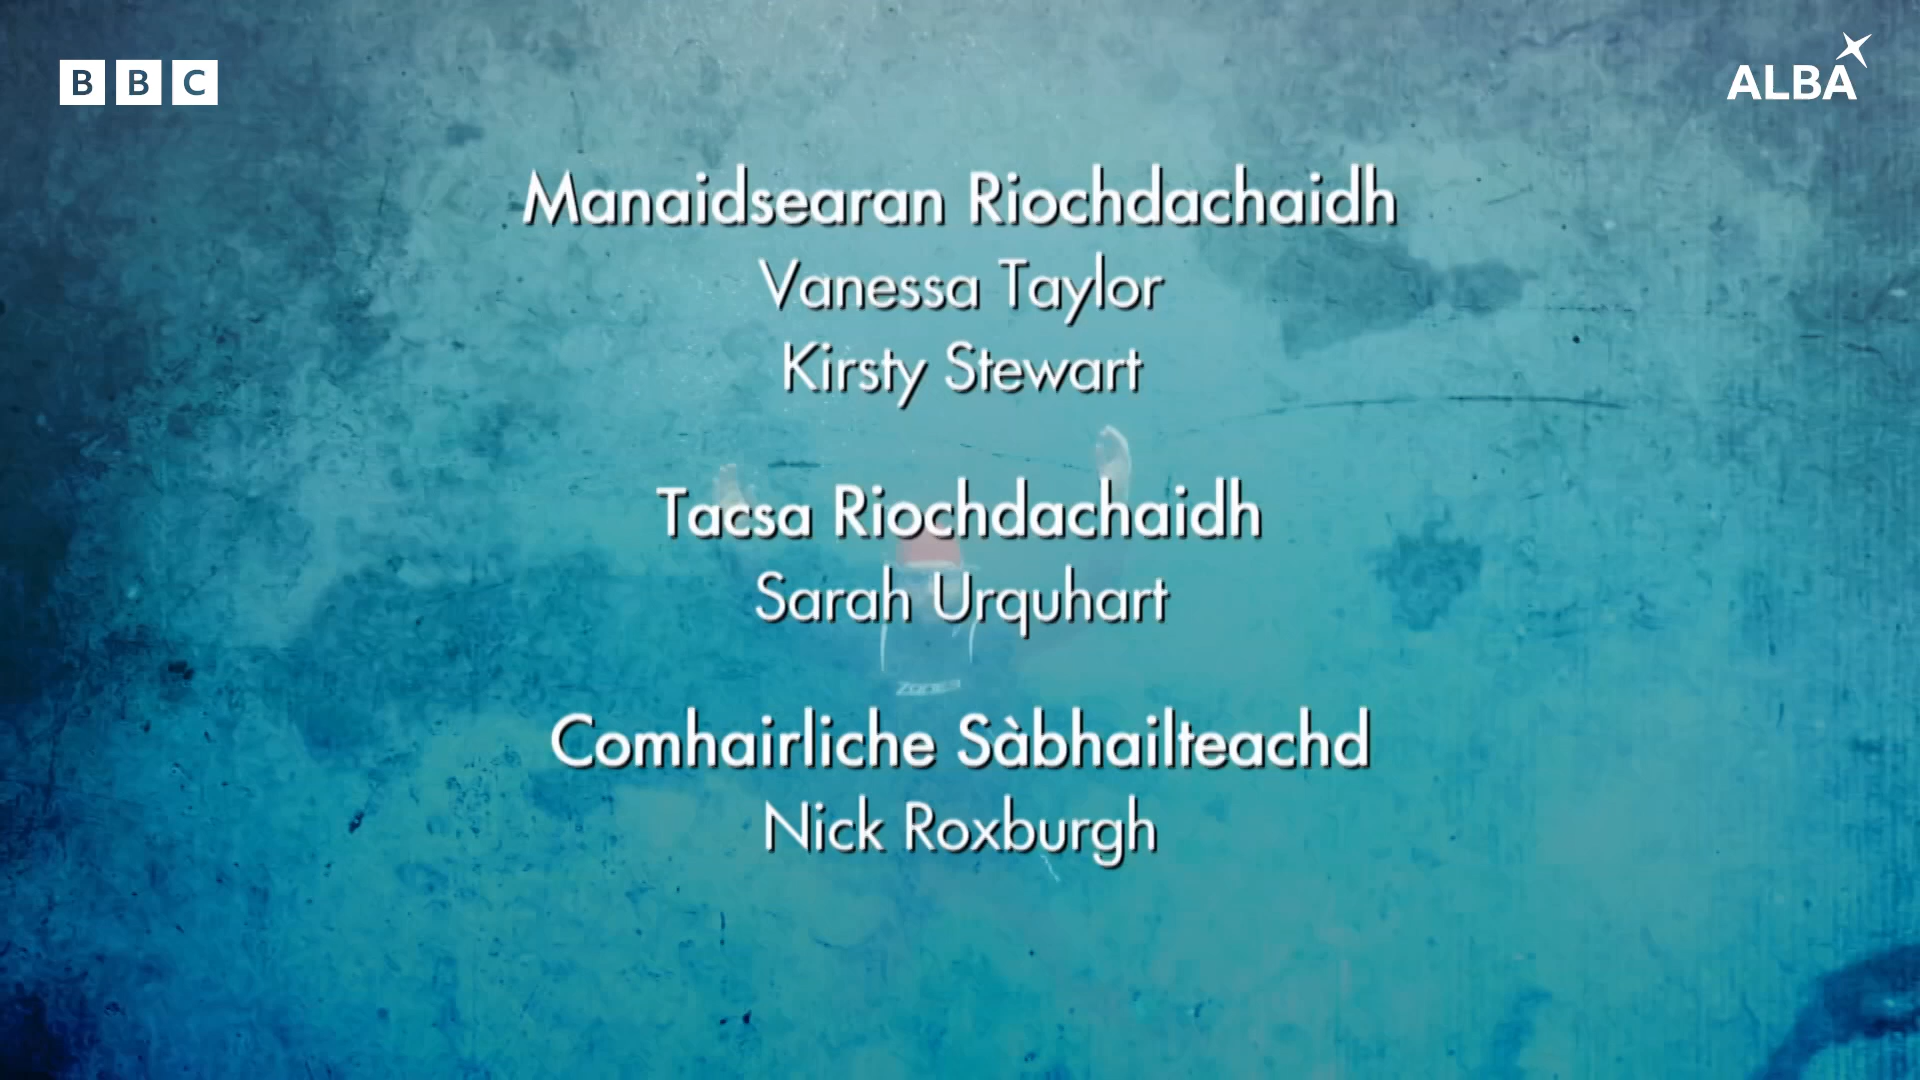 BBC
ALBA
Manaidsearan Riochdachaidh
Vanessa Taylor
Kirsty Stewart
Tacsa Riochdachaidh
Sarah Urquhart
Comhairliche Sàbhailteachd
Nick Roxburgh